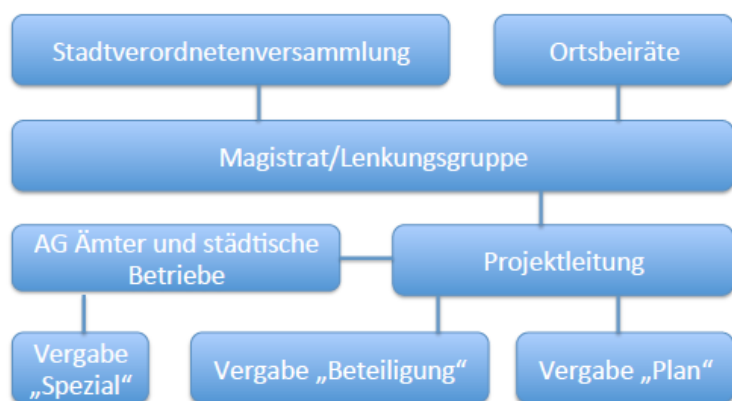 Stadtverordnetenversammlung
Ortsbeiräte
Magistrat/Lenkungsgruppe
AG Ämter und städtische
Betriebe
Projektleitung
Vergabe
„Spezial“
Vergabe „Beteiligung“
Vergabe „Plan“